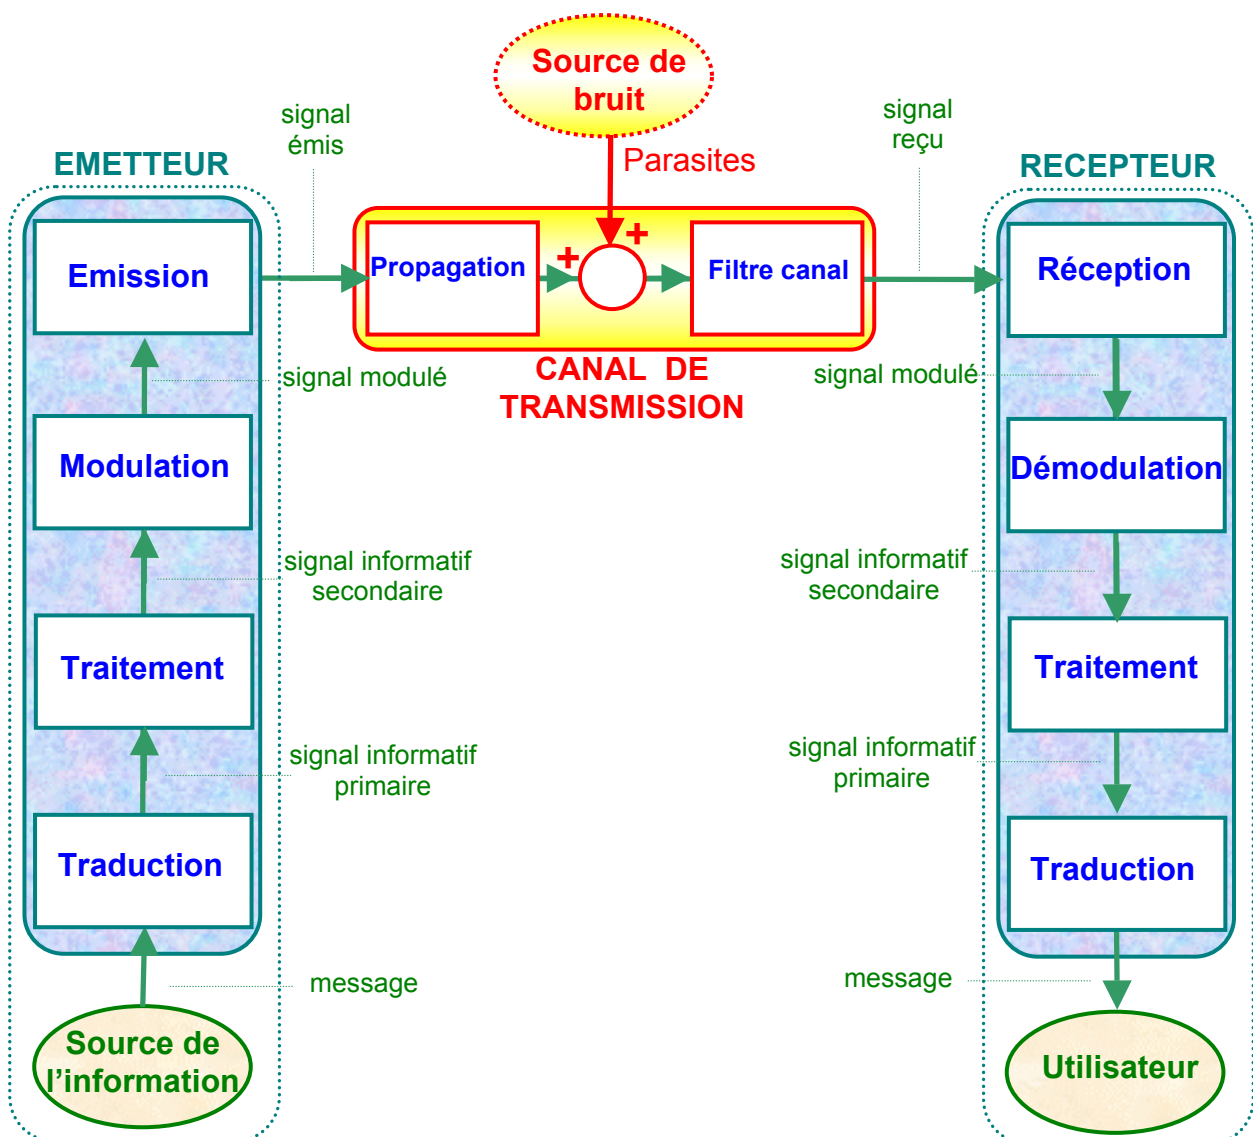 Source de
bruit
signal
émis
signal
reçu
Parasites
EMETTEUR
RECEPTEUR
Emission
Propagation
+
+
Filtre canal
Réception
CANAL DE
TRANSMISSION
signal modulé
signal modulé
Modulation
Démodulation
signal informatif
secondaire
signal informatif
secondaire
Traitement
Traitement
signal informatif
primaire
signal informatif
primaire
Traduction
Traduction
message
message
Source de
l'information
Utilisateur